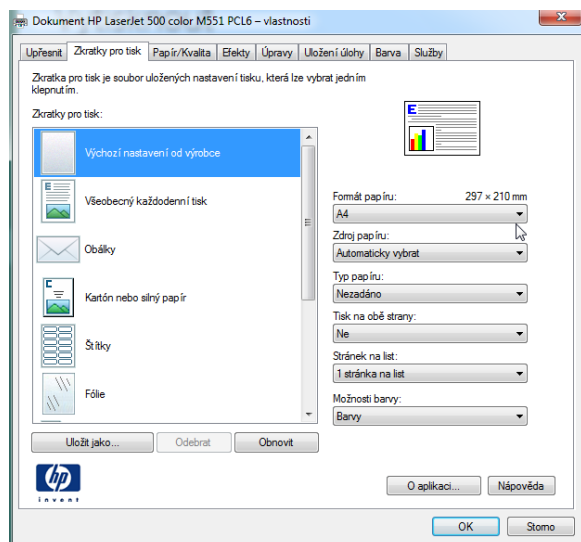 Dokument HP LaserJet 500 color M551 PCL6 – vlastnosti
Upřesnit Zkratky pro tisk Papír/Kvalita Efekty Úpravy Uložení úlohy Barva Služby
Zkratka pro tisk je soubor uložených nastavení tisku, která lze vybrat jedním
klepnutím.
Zkratky pro tisk:
Výchozí nastavení od výrobce
Všeobecný každodenní tisk
Obálky
Kartón nebo silný papír
Štítky
Fólie
Formát papíru: 297 × 210 mm
A4
Zdroj papíru:
Automaticky vybrat
Typ papíru:
Nezadáno
Tisk na obě strany:
Ne
Stránek na list:
1 stránka na list
Možnosti barvy:
Barvy
Uložit jako... Odebrat Obnovit
hp
invent
O aplikaci... Nápověda
OK Storno